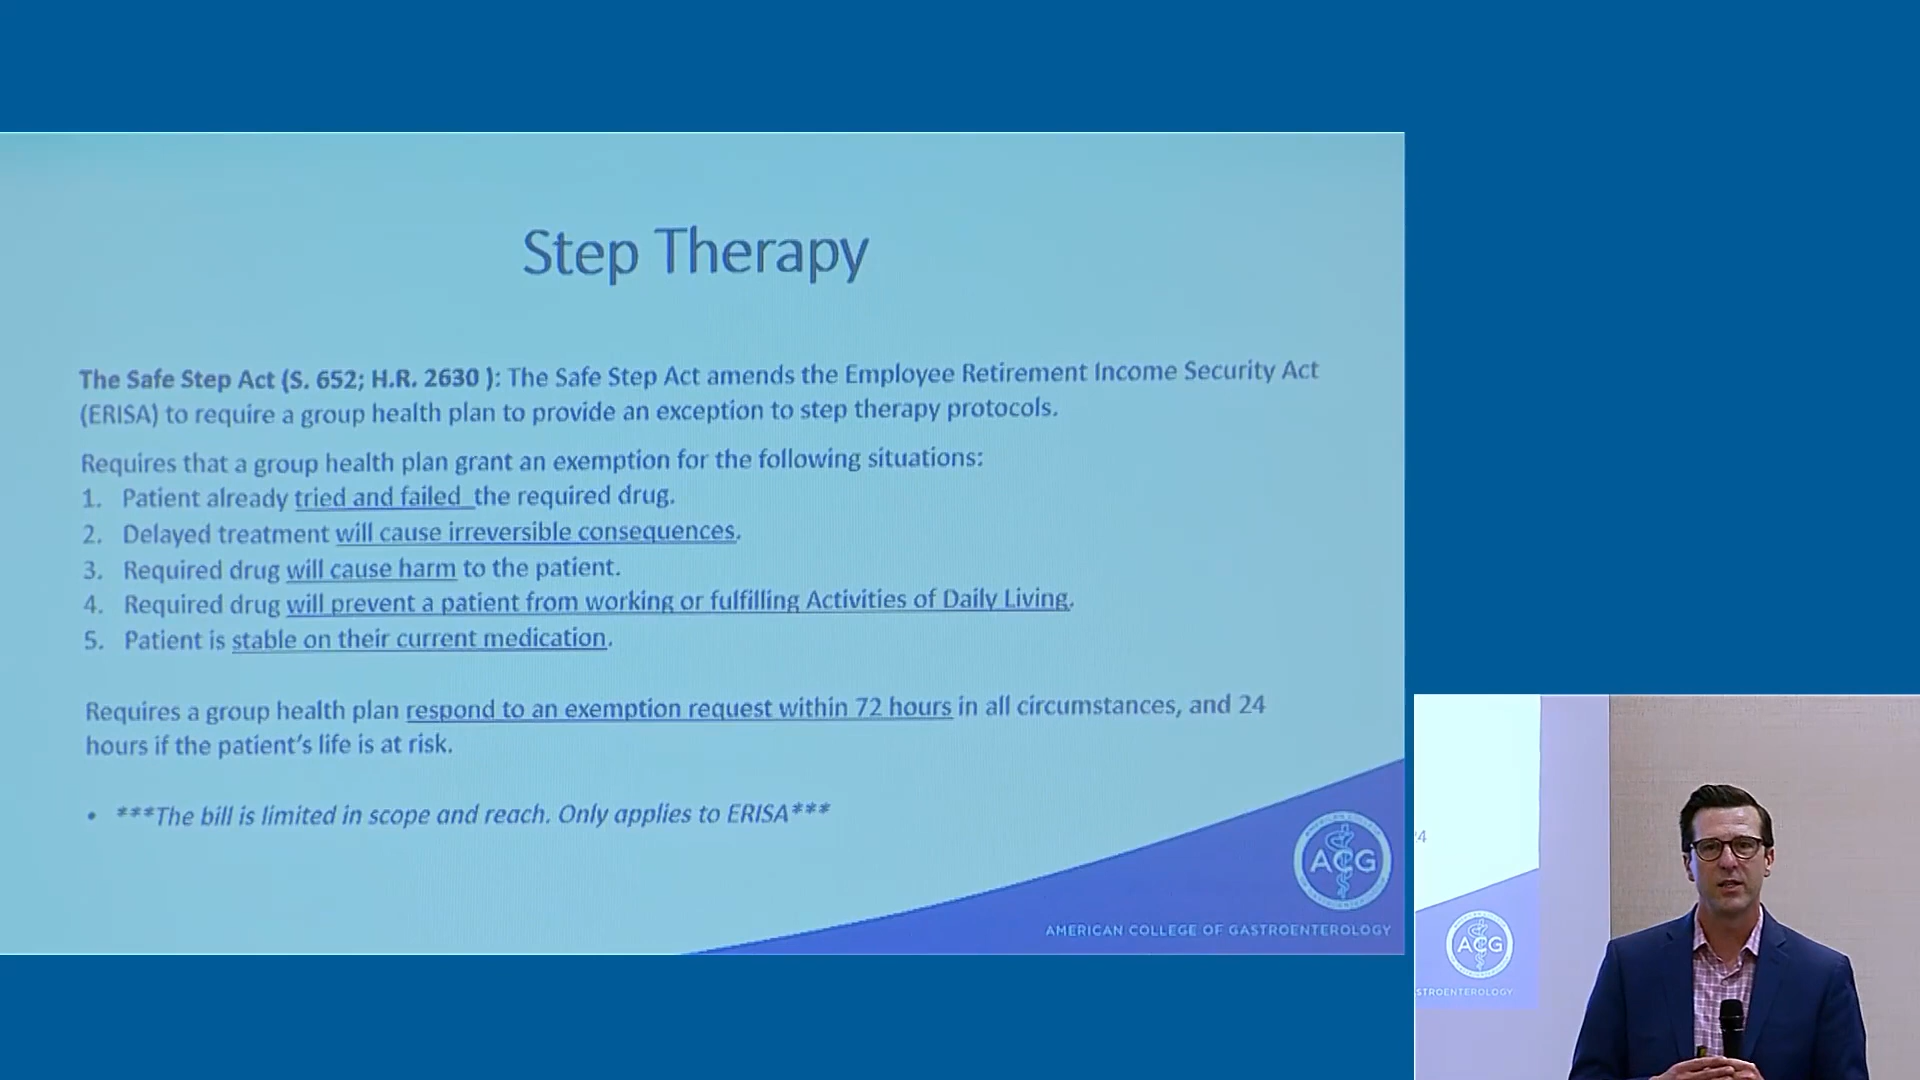 Step Therapy
The Safe Step Act (S. 652; H.R. 2630 ): The Safe Step Act amends the Employee Retirement Income Security Act
(ERISA) to require a group health plan to provide an exception to step therapy protocols.
Requires that a group health plan grant an exemption for the following situations:
1. Patient already tried and failed the required drug.
2. Delayed treatment will cause irreversible consequences.
3. Required drug will cause harm to the patient.
4. Required drug will prevent a patient from working or fulfilling Activities of Daily Living.
5. Patient is stable on their current medication.
Requires a group health plan respond to an exemption request within 72 hours in all circumstances, and 24
hours if the patient's life is at risk.
• ***The bill is limited in scope and reach. Only applies to ERISA***
ACG
AMERICAN COLLEGE OF GASTROENTEROLOGY
24
ACG
STROENTEROLOGY